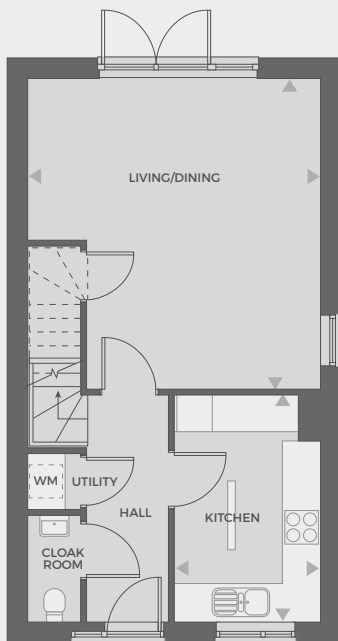 LIVING/DINING
WM
UTILITY
HALL
KITCHEN
CLOAK
ROOM